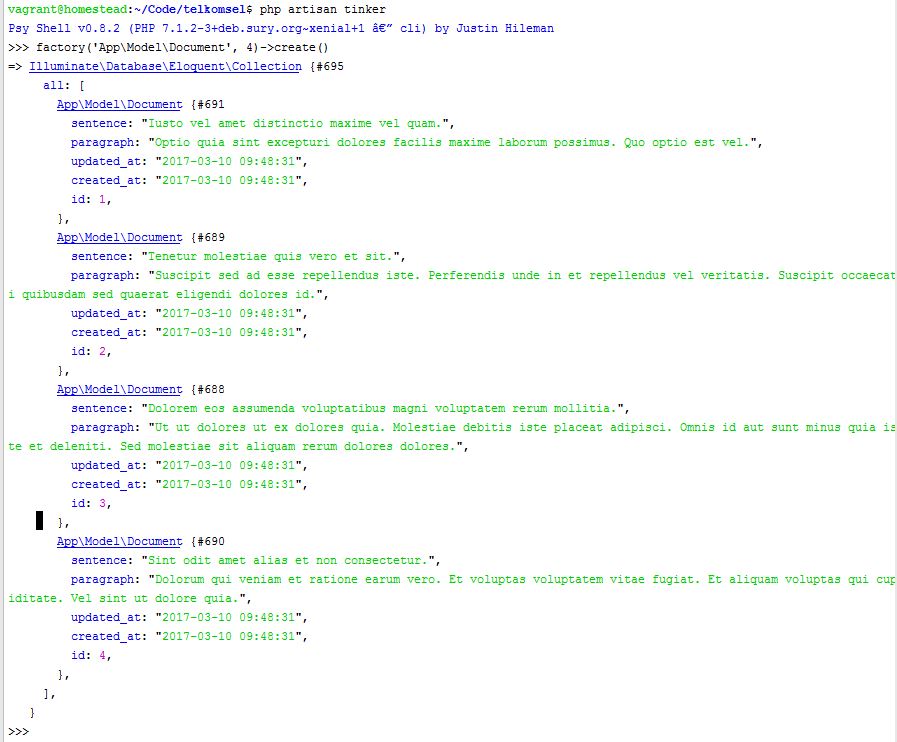 vagrant@homestead:~/Code/telkomsel$ php artisan tinker
Psy Shell v0.8.2 (PHP 7.1.2-3+deb.sury.org~xenial+1 â€” cli) by Justin Hileman
>>> factory('App\Model\Document', 4)->create()
=> Illuminate\Database\Eloquent\Collection {#695
     all: [
       App\Model\Document {#691
         sentence: "Iusto vel amet distinctio maxime vel quam.",
         paragraph: "Optio quia sint excepturi dolores facilis maxime laborum possimus. Quo optio est vel.",
         updated_at: "2017-03-10 09:48:31",
         created_at: "2017-03-10 09:48:31",
         id: 1,
       },
       App\Model\Document {#689
         sentence: "Tenetur molestiae quis vero et sit.",
         paragraph: "Suscipit sed ad esse repellendus iste. Perferendis unde in et repellendus vel veritatis. Suscipit occaecat
i quibusdam sed quaerat eligendi dolores id.",
         updated_at: "2017-03-10 09:48:31",
         created_at: "2017-03-10 09:48:31",
         id: 2,
       },
       App\Model\Document {#688
         sentence: "Dolorem eos assumenda voluptatibus magni voluptatem rerum mollitia.",
         paragraph: "Ut ut dolores ut ex dolores quia. Molestiae debitis iste placeat adipisci. Omnis id aut sunt minus quia is
te et deleniti. Sed molestiae sit aliquam rerum dolores dolores.",
         updated_at: "2017-03-10 09:48:31",
         created_at: "2017-03-10 09:48:31",
         id: 3,
       },
       App\Model\Document {#690
         sentence: "Sint odit amet alias et non consectetur.",
         paragraph: "Dolorum qui veniam et ratione earum vero. Et voluptas voluptatem vitae fugiat. Et aliquam voluptas qui cup
iditate. Vel sint ut dolore quia.",
         updated_at: "2017-03-10 09:48:31",
         created_at: "2017-03-10 09:48:31",
         id: 4,
       },
     ],
   }
>>>